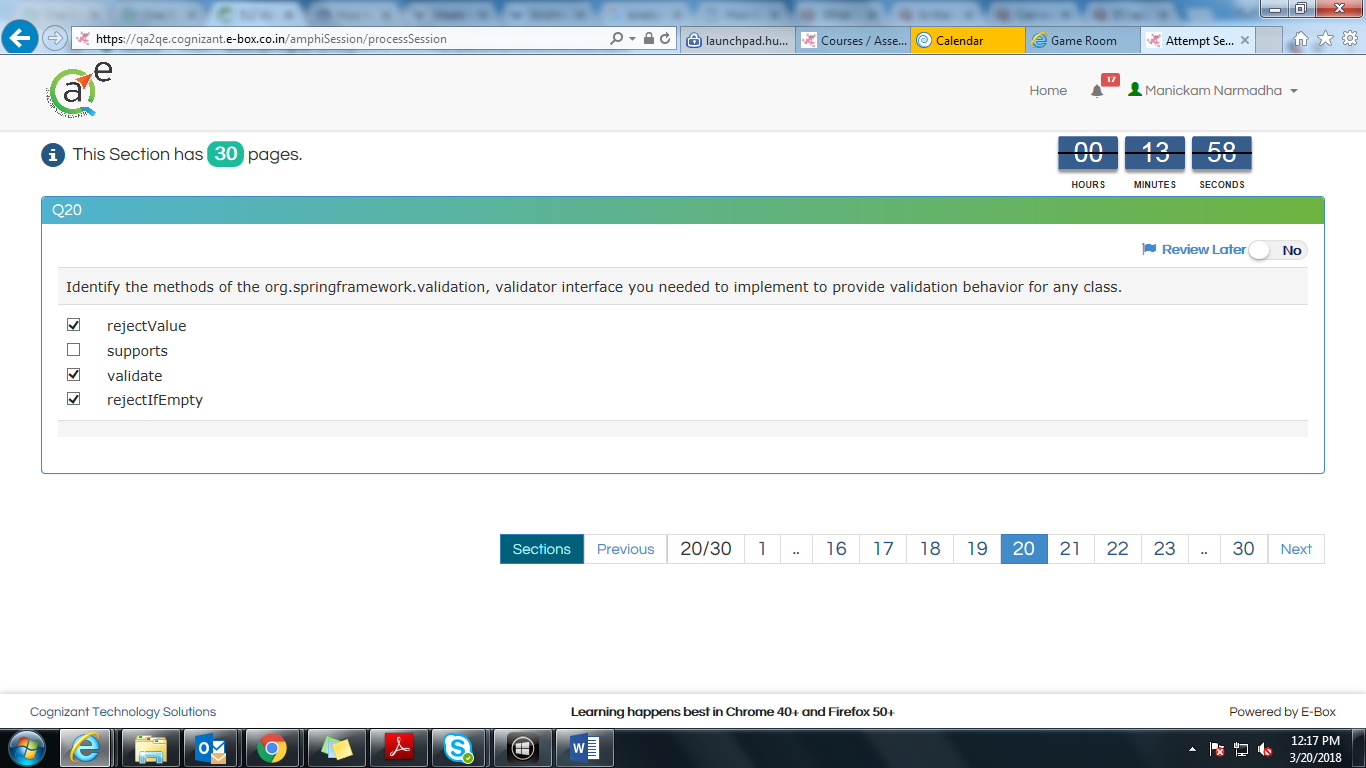 https://qa2qe.cognizant.e-box.co.in/amphiSession/processSession
launchpad.hu...
Courses / Asse...
Calendar
Game Room
Attempt Se...
a e
Home
17
Manickam Narmadha
This Section has 30 pages.
00 13 58
HOURS MINUTES SECONDS
Q20
Review Later No
Identify the methods of the org.springframework.validation, validator interface you needed to implement to provide validation behavior for any class.
rejectValue
supports
validate
rejectIfEmpty
Sections Previous 20/30 1 .. 16 17 18 19 20 21 22 23 .. 30 Next
Cognizant Technology Solutions
Learning happens best in Chrome 40+ and Firefox 50+
Powered by E-Box
12:17 PM
3/20/2018